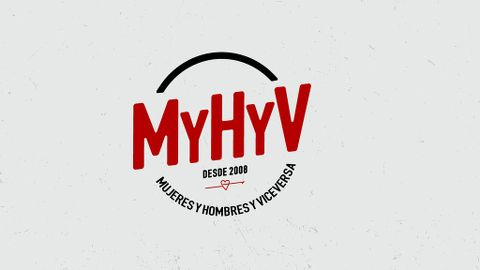 MYHYV
DESDE 2008
MUJERES Y HOMBRES Y VICEVERSA